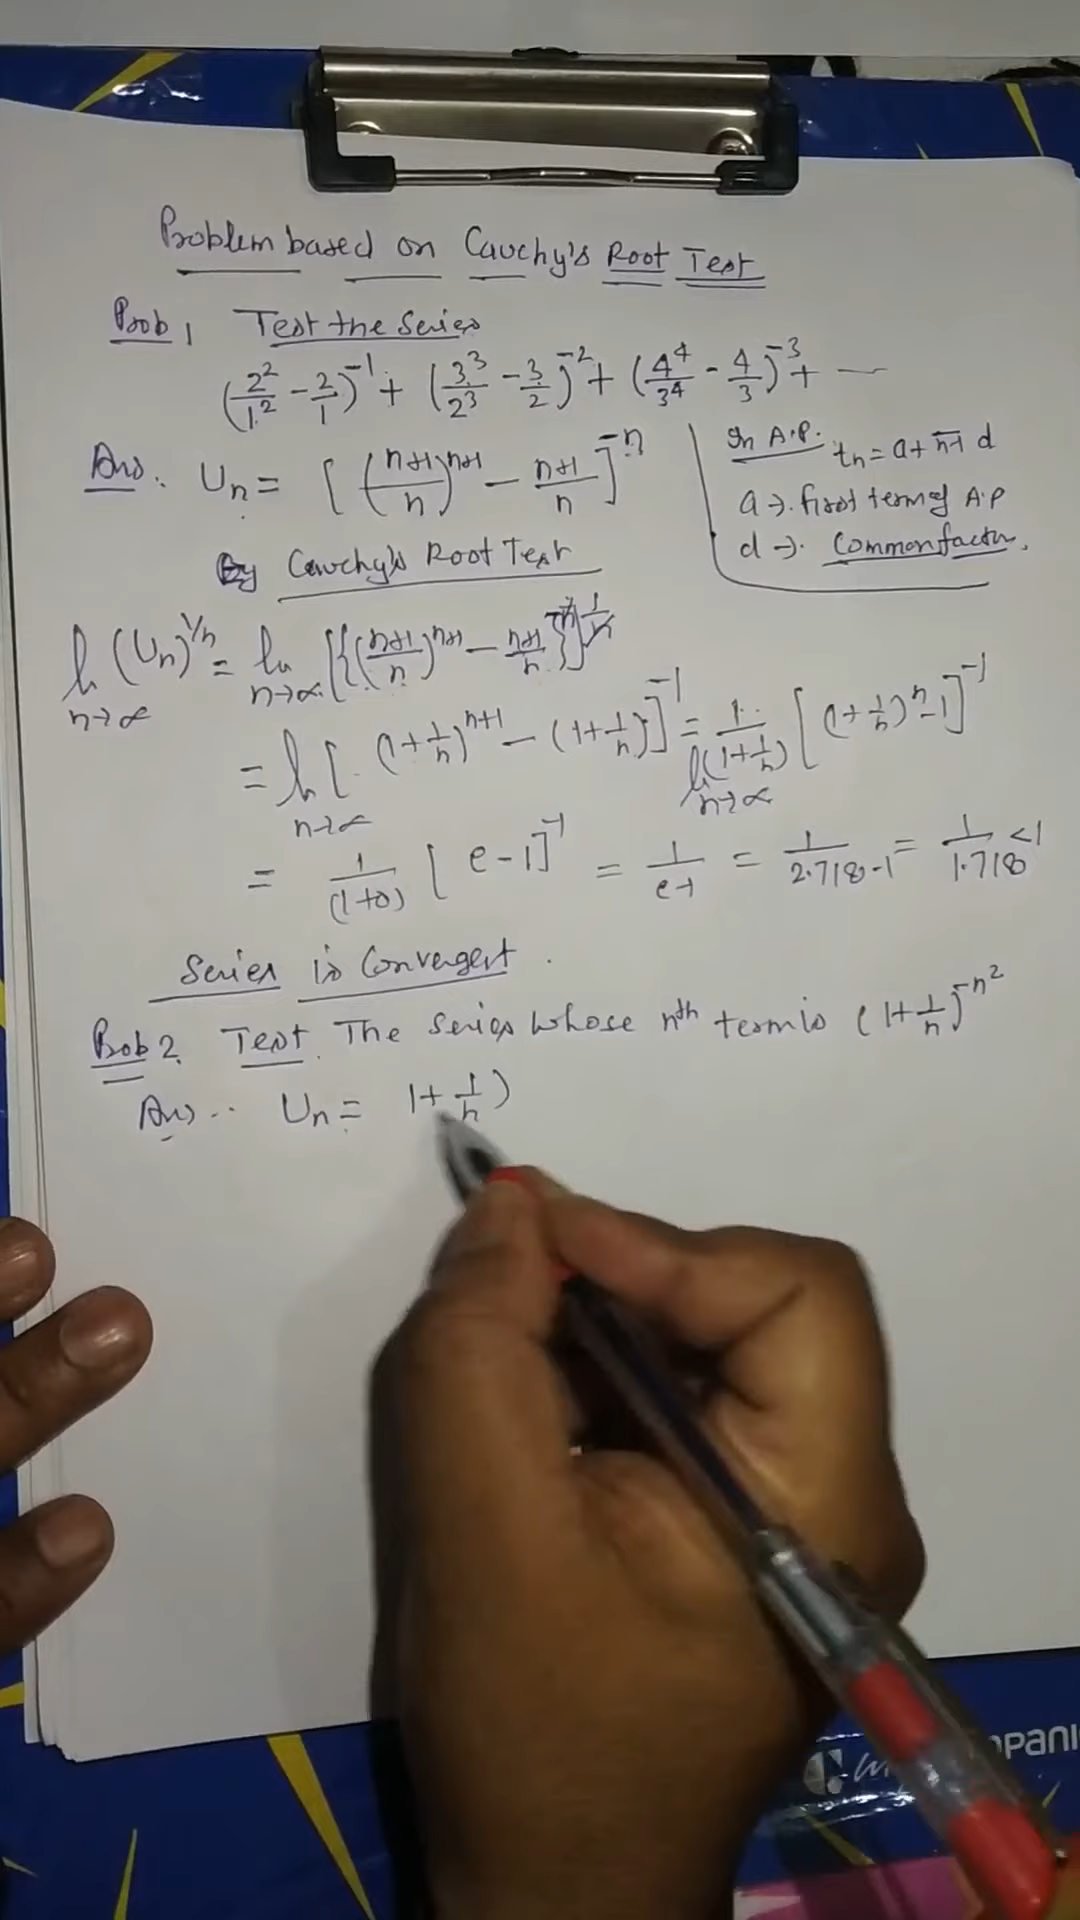 Problem based on Cauchy's Root Test
Prob 1 Test the Series
(2²/1² - 2/1)⁻¹ + (3³/2³ - 3/2)⁻² + (4⁴/3⁴ - 4/3)⁻³ + —
Ans. Uₙ = [((n+1)/n)ⁿ⁺¹ - (n+1)/n]⁻ⁿ
In A.P. tₙ = a + n-1 d
a → first term of A.P
d → Common factor,
By Cauchy's Root Test
lt n→∞ (Uₙ)^1/n = lt n→∞ [{((n+1)/n)ⁿ⁺¹ - (n+1)/n}⁻ⁿ]^1/n
= lt n→∞ [(1+1/n)ⁿ⁺¹ - (1+1/n)]⁻¹ = 1/(lt n→∞ (1+1/n)) [(1+1/n)ⁿ - 1]⁻¹
= 1/(1+0) [e-1]⁻¹ = 1/(e-1) = 1/(2.718-1) = 1/1.718 < 1
Series is Convergent.
Prob 2. Test. The series whose nth term is (1+1/n)^-n²
Ans.. Uₙ = 1+1/n)